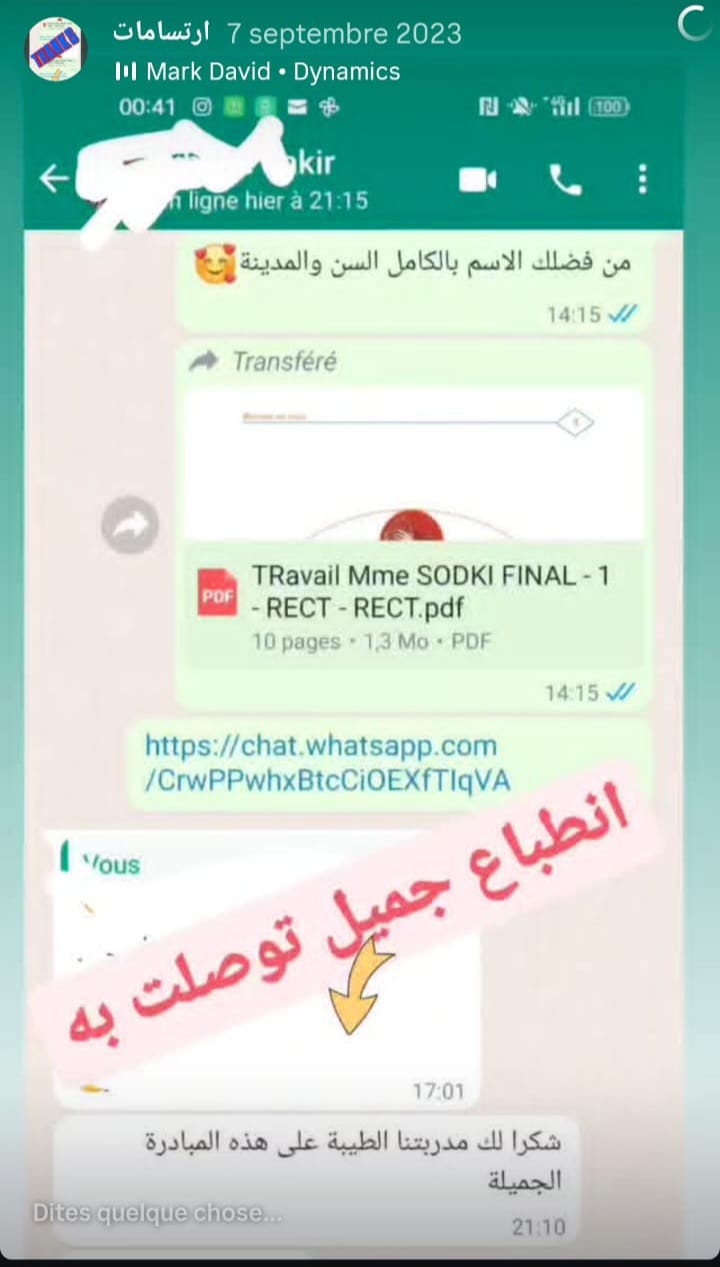 ارتسامات 7 septembre 2023
Mark David • Dynamics
00:41
100
kir
ligne hier à 21:15
من فضلك الاسم بالكامل السن والمدينة🥰
14:15
Transféré
PDF
TRavail Mme SODKI FINAL - 1
- RECT - RECT.pdf
10 pages • 1,3 Mo • PDF
14:15
https://chat.whatsapp.com
/CrwPPwhxBtcCiOEXfTlqVA
Vous
انطباع جميل توصلت به
17:01
شكرا لك مدربتنا الطيبة على هذه المبادرة
الجميلة
Dites quelque chose...
21:10